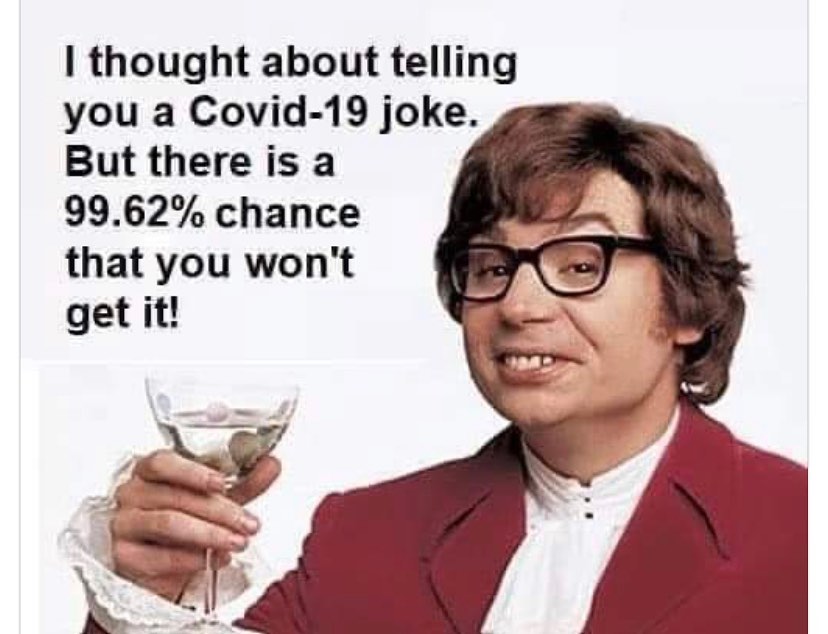 I thought about telling
you a Covid-19 joke.
But there is a
99.62% chance
that you won't
get it!